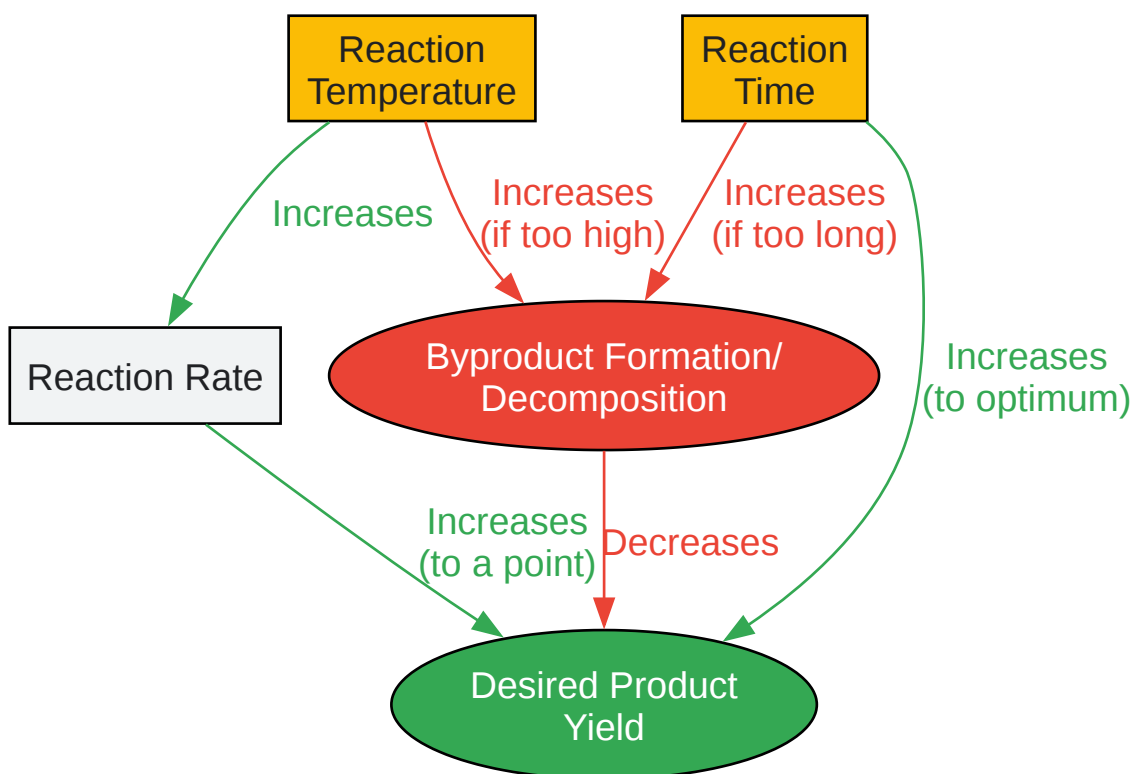 Reaction
Temperature
Reaction
Time
Increases
Increases
(if too high)
Increases
(if too long)
Reaction Rate
Byproduct Formation/
Decomposition
Increases
(to optimum)
Increases
(to a point)
Decreases
Desired Product
Yield